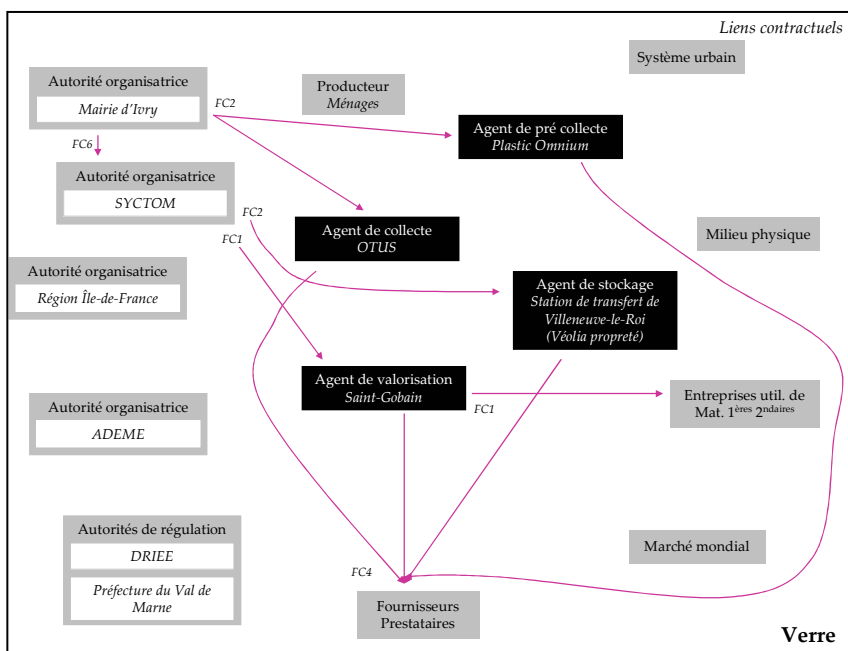 Liens contractuels
Système urbain
Autorité organisatrice
Mairie d'Ivry
FC2
Producteur
Ménages
Agent de pré collecte
Plastic Omnium
FC6
Autorité organisatrice
SYCTOM
FC2
FC1
Agent de collecte
OTUS
Milieu physique
Autorité organisatrice
Région Île-de-France
Agent de stockage
Station de transfert de
Villeneuve-le-Roi
(Véolia propreté)
Agent de valorisation
Saint-Gobain
FC1
Entreprises util. de
Mat. 1ères 2ndaires
Autorité organisatrice
ADEME
Autorités de régulation
DRIEE
Préfecture du Val de
Marne
Marché mondial
FC4
Fournisseurs
Prestataires
Verre